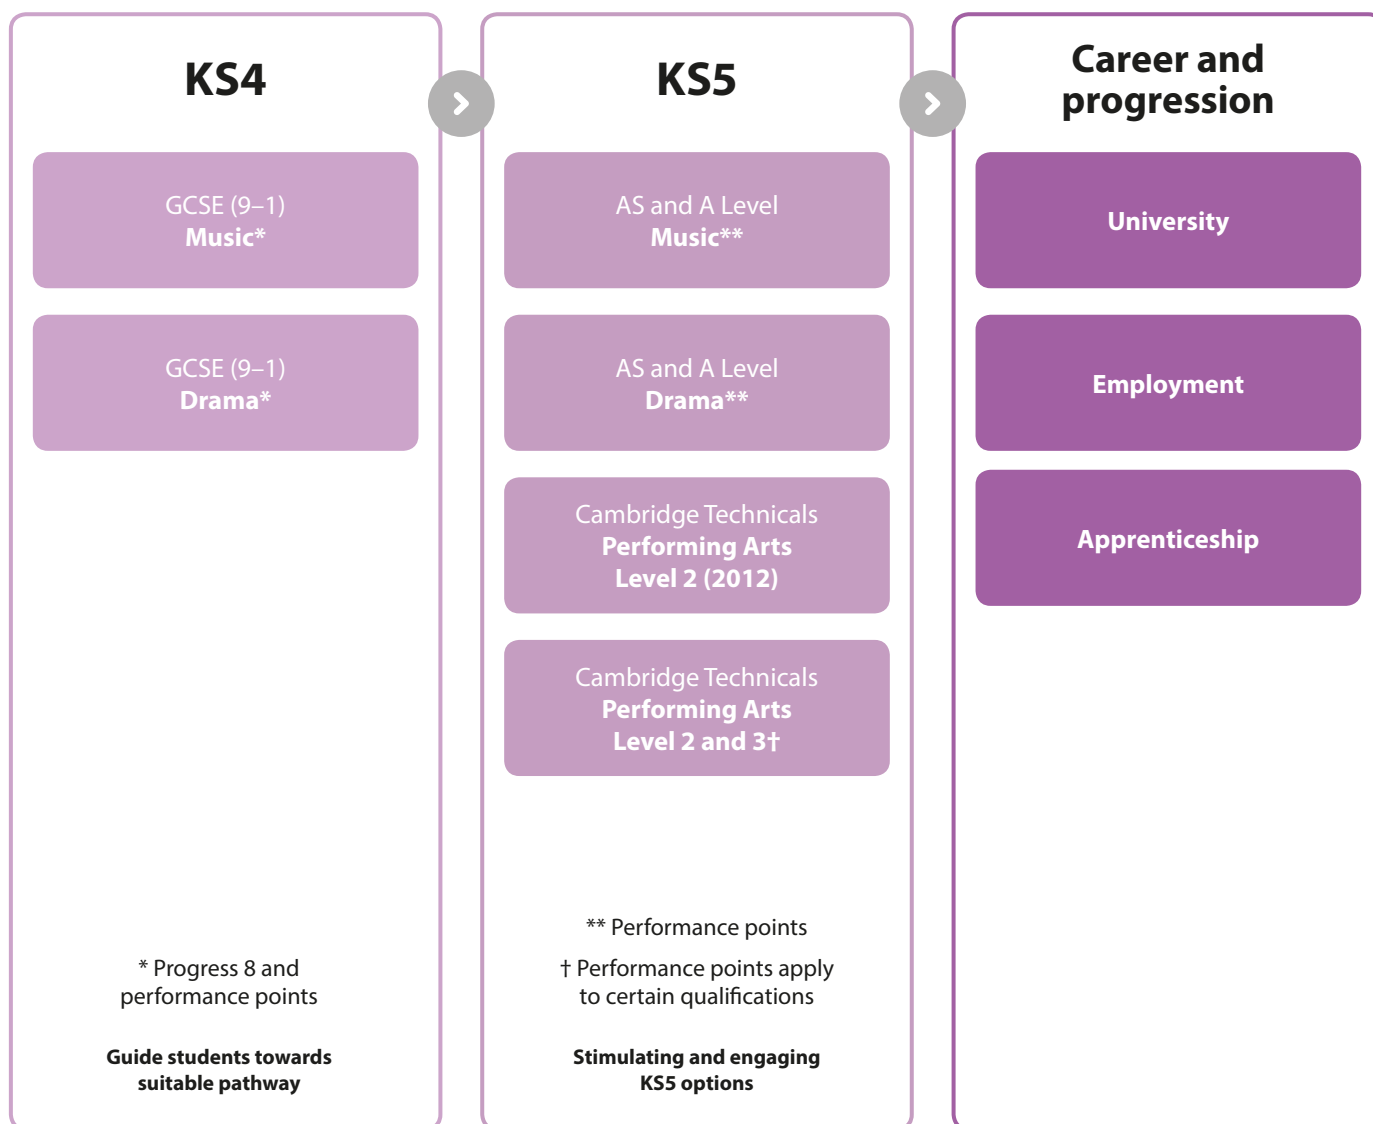 KS4
GCSE (9–1)
Music*
GCSE (9–1)
Drama*
* Progress 8 and
performance points
Guide students towards
suitable pathway
KS5
AS and A Level
Music**
AS and A Level
Drama**
Cambridge Technicals
Performing Arts
Level 2 (2012)
Cambridge Technicals
Performing Arts
Level 2 and 3†
** Performance points
† Performance points apply
to certain qualifications
Stimulating and engaging
KS5 options
Career and
progression
University
Employment
Apprenticeship